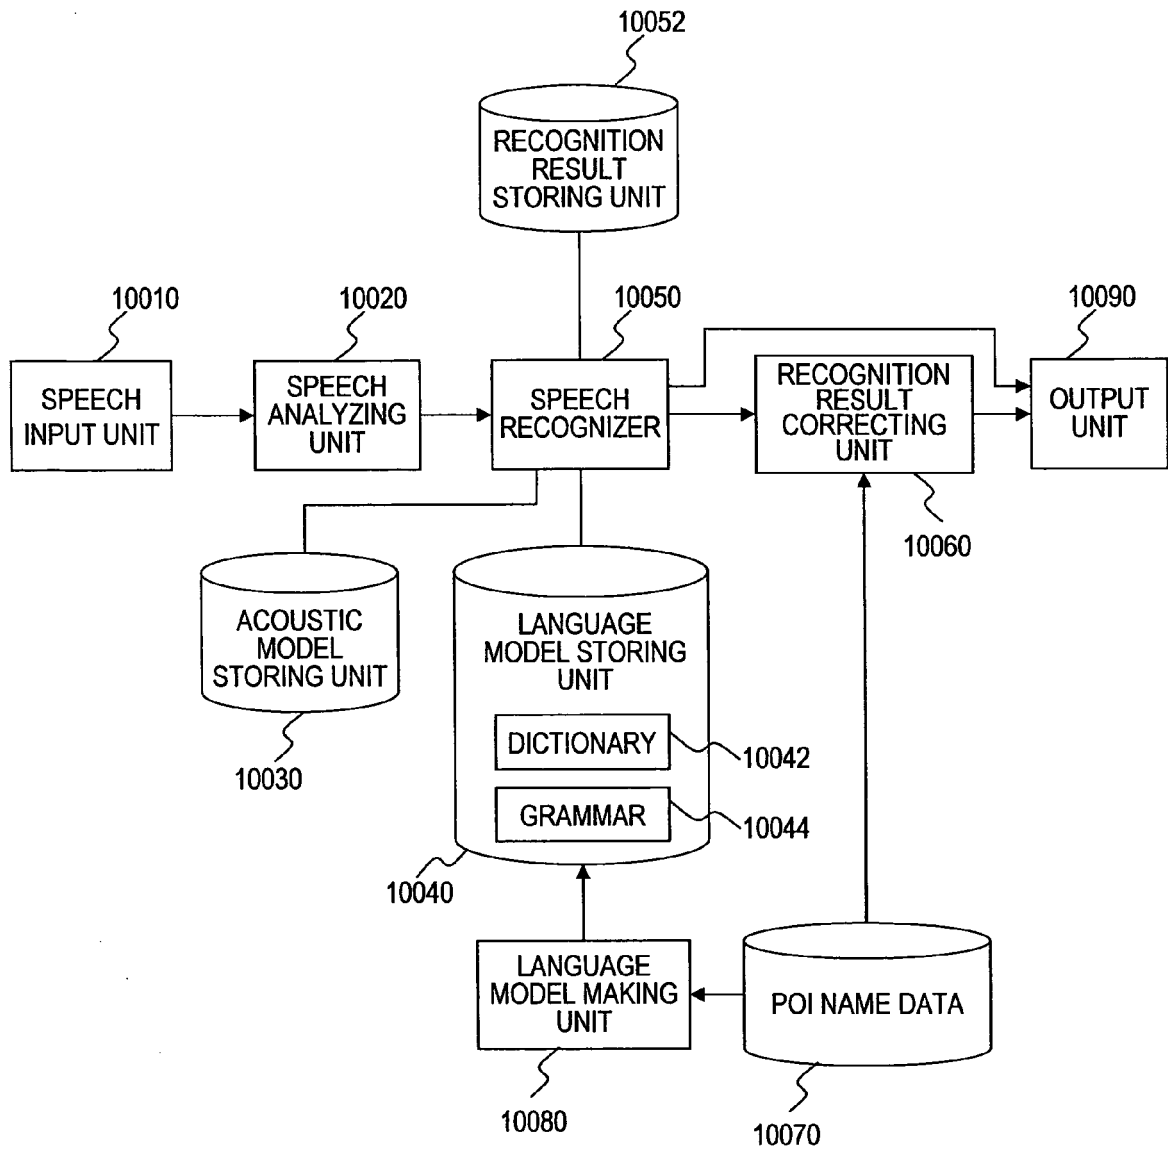 10052
RECOGNITION
RESULT
STORING UNIT
10010
10020
10050
10090
SPEECH
INPUT UNIT
SPEECH
ANALYZING
UNIT
SPEECH
RECOGNIZER
RECOGNITION
RESULT
CORRECTING
UNIT
OUTPUT
UNIT
10060
ACOUSTIC
MODEL
STORING UNIT
10030
LANGUAGE
MODEL STORING
UNIT
DICTIONARY
10042
GRAMMAR
10044
10040
LANGUAGE
MODEL MAKING
UNIT
POI NAME DATA
10080
10070